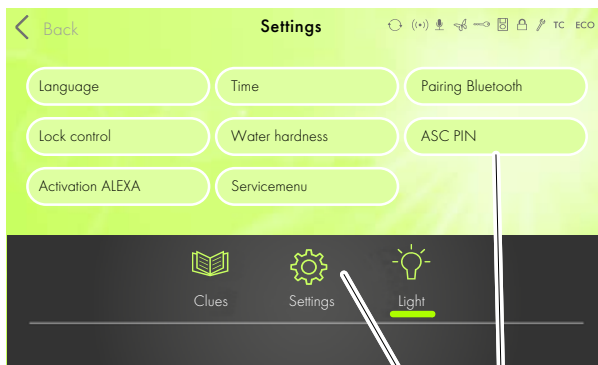 Back Settings TC ECO
Language Time Pairing Bluetooth
Lock control Water hardness ASC PIN
Activation ALEXA Servicemenu
Clues Settings Light